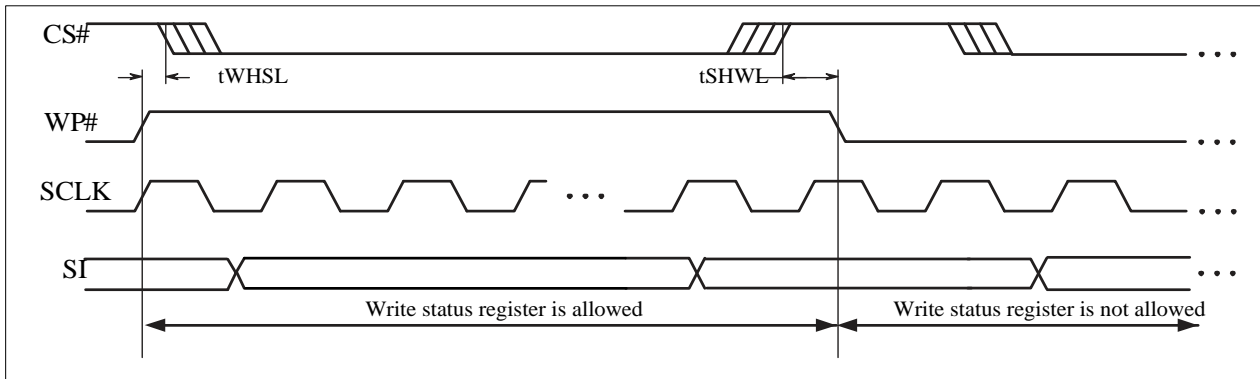 CS#
tWHSL
tSHWL
WP#
SCLK
SI
Write status register is allowed
Write status register is not allowed